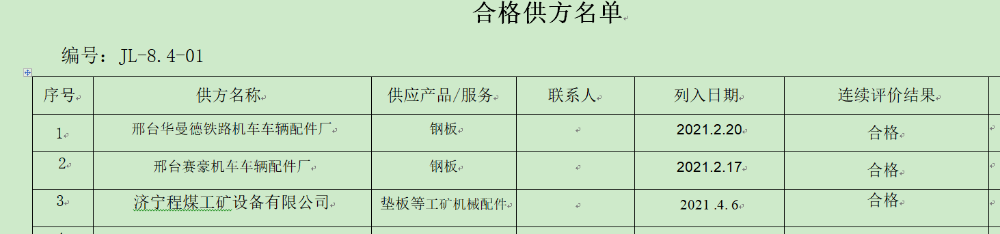 合格供方名单
编号：JL-8.4-01
序号 供方名称 供应产品/服务 联系人 列入日期 连续评价结果
1 邢台华曼德铁路机车车辆配件厂 钢板 2021.2.20 合格
2 邢台赛豪机车车辆配件厂 钢板 2021.2.17 合格
3 济宁程煤工矿设备有限公司 垫板等工矿机械配件 2021 .4.6 合格